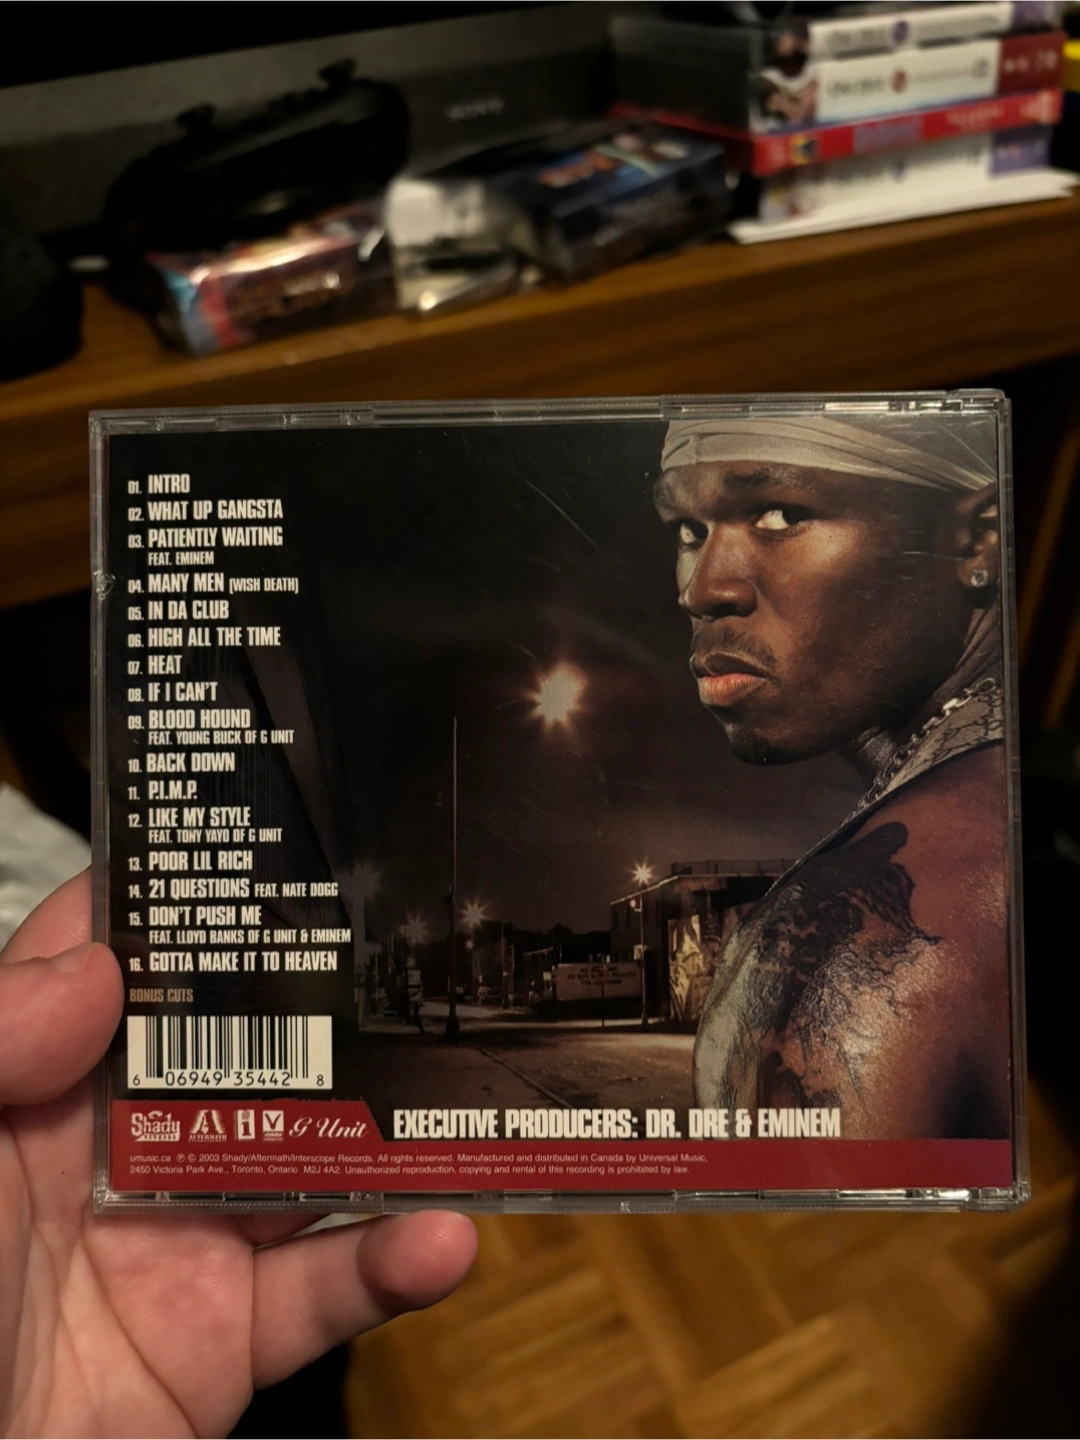 SONY
01. INTRO
02. WHAT UP GANGSTA
03. PATIENTLY WAITING
FEAT. EMINEM
04. MANY MEN [WISH DEATH]
05. IN DA CLUB
06. HIGH ALL THE TIME
07. HEAT
08. IF I CAN'T
09. BLOOD HOUND
FEAT. YOUNG BUCK OF G UNIT
10. BACK DOWN
11. P.I.M.P.
12. LIKE MY STYLE
FEAT. TONY YAYO OF G UNIT
13. POOR LIL RICH
14. 21 QUESTIONS FEAT. NATE DOGG
15. DON'T PUSH ME
FEAT. LLOYD BANKS OF G UNIT & EMINEM
16. GOTTA MAKE IT TO HEAVEN
BONUS CUTS
6 06949 35442 8
Shady RECORDS AFTERMATH i G Unit
EXECUTIVE PRODUCERS: DR. DRE & EMINEM
umusic.ca ℗ © 2003 Shady/Aftermath/Interscope Records. All rights reserved. Manufactured and distributed in Canada by Universal Music,
2450 Victoria Park Ave., Toronto, Ontario M2J 4A2. Unauthorized reproduction, copying and rental of this recording is prohibited by law.